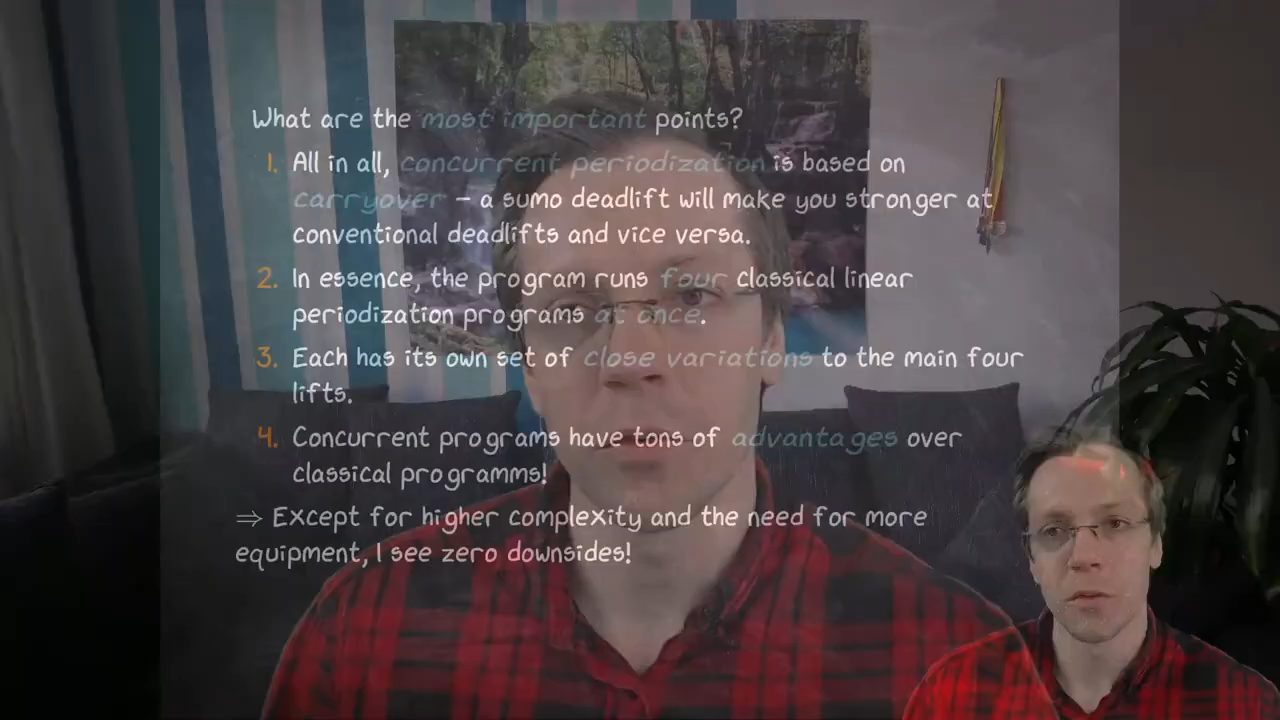 What are the most important points?
1. All in all, concurrent periodization is based on
carryover – a sumo deadlift will make you stronger at
conventional deadlifts and vice versa.
2. In essence, the program runs four classical linear
periodization programs at once.
3. Each has its own set of close variations to the main four
lifts.
4. Concurrent programs have tons of advantages over
classical programms!
⇒ Except for higher complexity and the need for more
equipment, I see zero downsides!